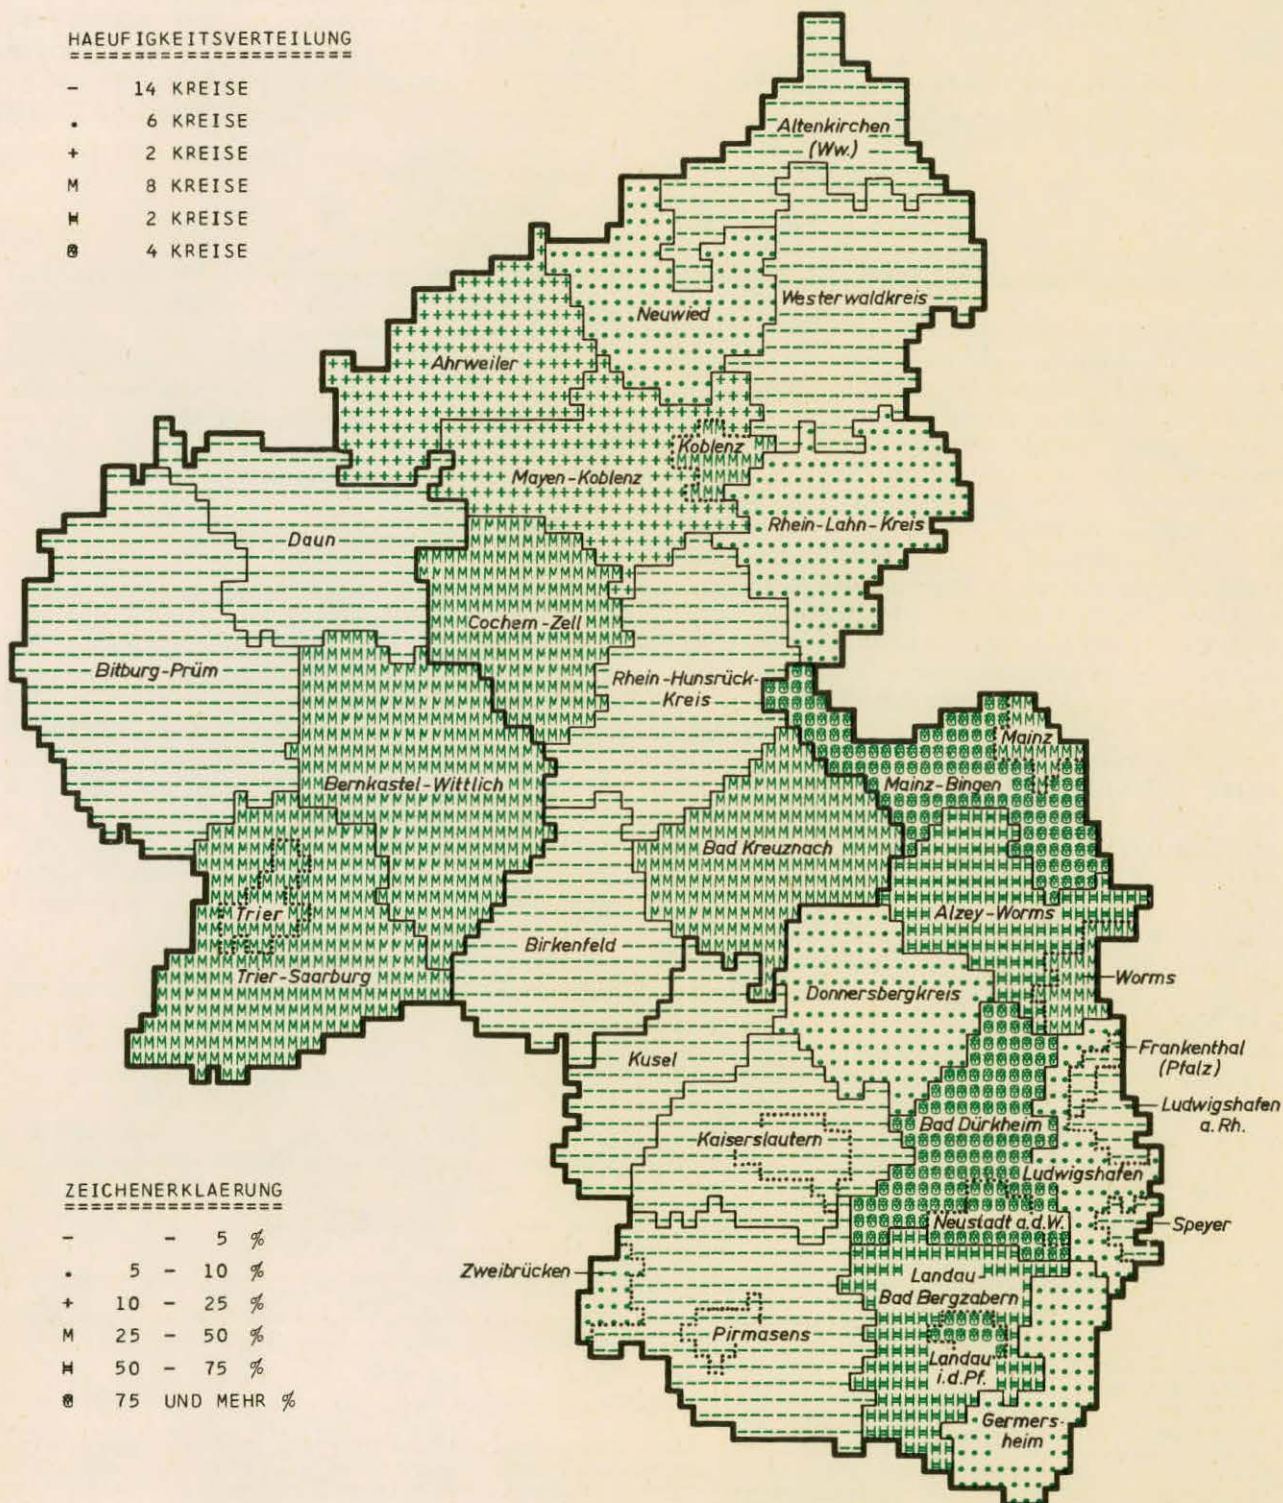 HAEUFIGKEITSVERTEILUNG
- 14 KREISE
. 6 KREISE
+ 2 KREISE
M 8 KREISE
2 KREISE
4 KREISE
Altenkirchen
(Ww.)
Westerwaldkreis
Neuwied
Ahrweiler
Koblenz
Mayen-Koblenz
Rhein-Lahn-Kreis
Daun
Cochem-Zell
Bitburg-Prüm
Rhein-Hunsrück-
Kreis
Mainz
Mainz-Bingen
Bernkastel-Wittlich
Bad Kreuznach
Alzey-Worms
Trier
Birkenfeld
Trier-Saarburg
Worms
Donnersbergkreis
Kusel
Frankenthal
(Pfalz)
Ludwigshafen
a. Rh.
Bad Dürkheim
Kaiserslautern
Ludwigshafen
Neustadt a.d.W.
Speyer
Zweibrücken
Landau-
Bad Bergzabern
Pirmasens
Landau
i.d.Pf.
Germers-
heim
ZEICHENERKLAERUNG
- - 5 %
. 5 - 10 %
+ 10 - 25 %
M 25 - 50 %
50 - 75 %
75 UND MEHR %